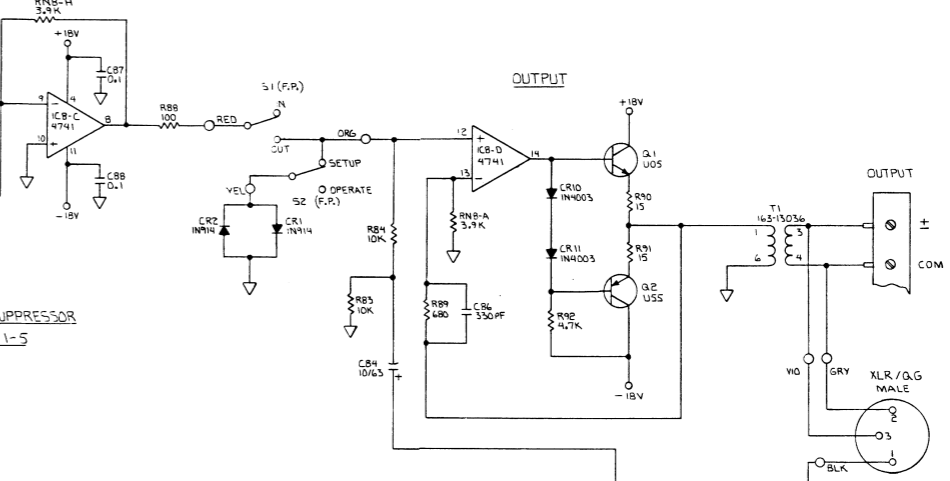 RN8-H
3.9K
+18V
C87
0.1
9
4
IC8-C
4741
8
10
11
C88
0.1
-18V
R88
100
RED
S1 (F.P.)
IN
OUT
ORG
SETUP
OPERATE
S2 (F.P.)
YEL
CR2
1N914
CR1
1N914
R84
10K
R83
10K
C84
10/63
+
OUTPUT
12
+
IC8-D
4741
14
13
-
RN8-A
3.9K
R89
680
C86
330PF
CR10
1N4003
CR11
1N4003
R92
4.7K
+18V
Q1
U05
R90
15
R91
15
Q2
U55
-18V
T1
163-13036
1
3
6
4
OUTPUT
±
COM
VIO
GRY
XLR/QG
MALE
2
3
1
BLK
UPPRESSOR
1-5